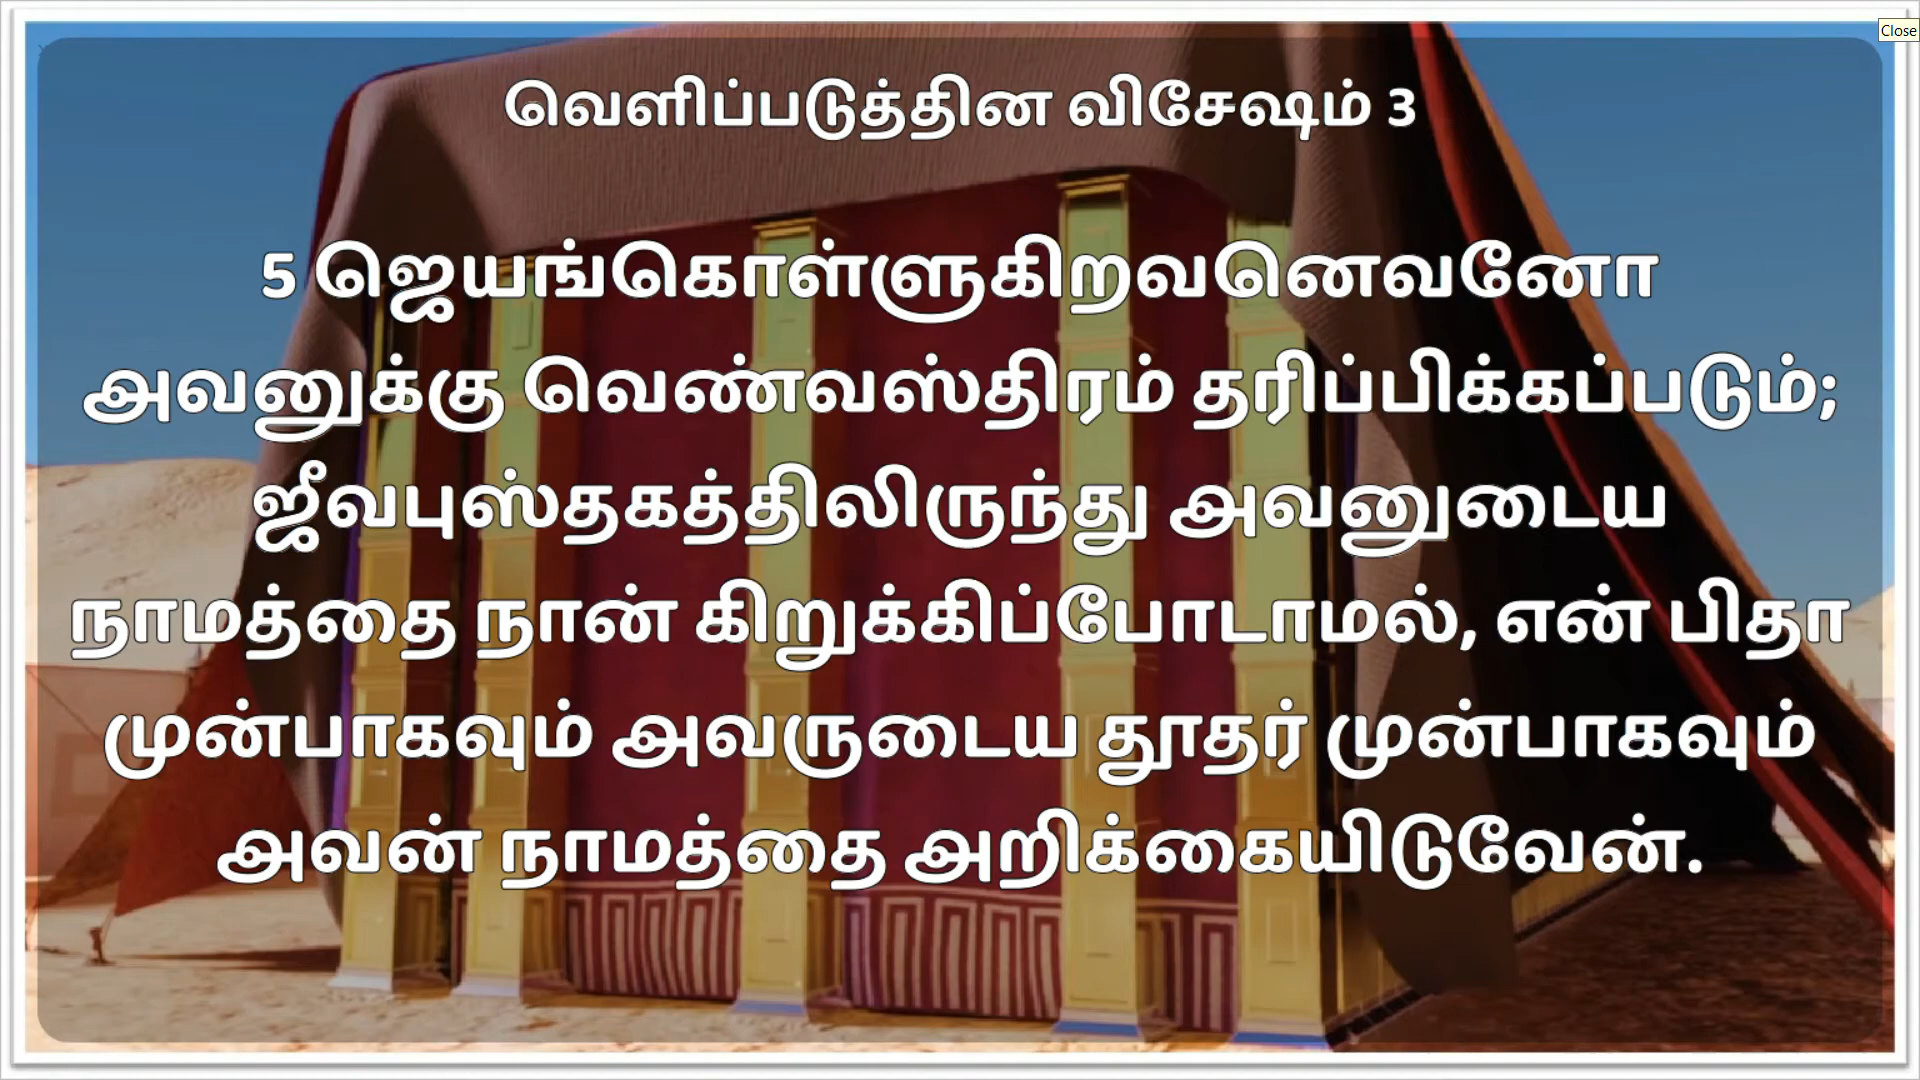 Close
வெளிப்படுத்தின விசேஷம் 3
5 ஜெயங்கொள்ளுகிறவனெவனோ
அவனுக்கு வெண்வஸ்திரம் தரிப்பிக்கப்படும்;
ஜீவபுஸ்தகத்திலிருந்து அவனுடைய
நாமத்தை நான் கிறுக்கிப்போடாமல், என் பிதா
முன்பாகவும் அவருடைய தூதர் முன்பாகவும்
அவன் நாமத்தை அறிக்கையிடுவேன்.